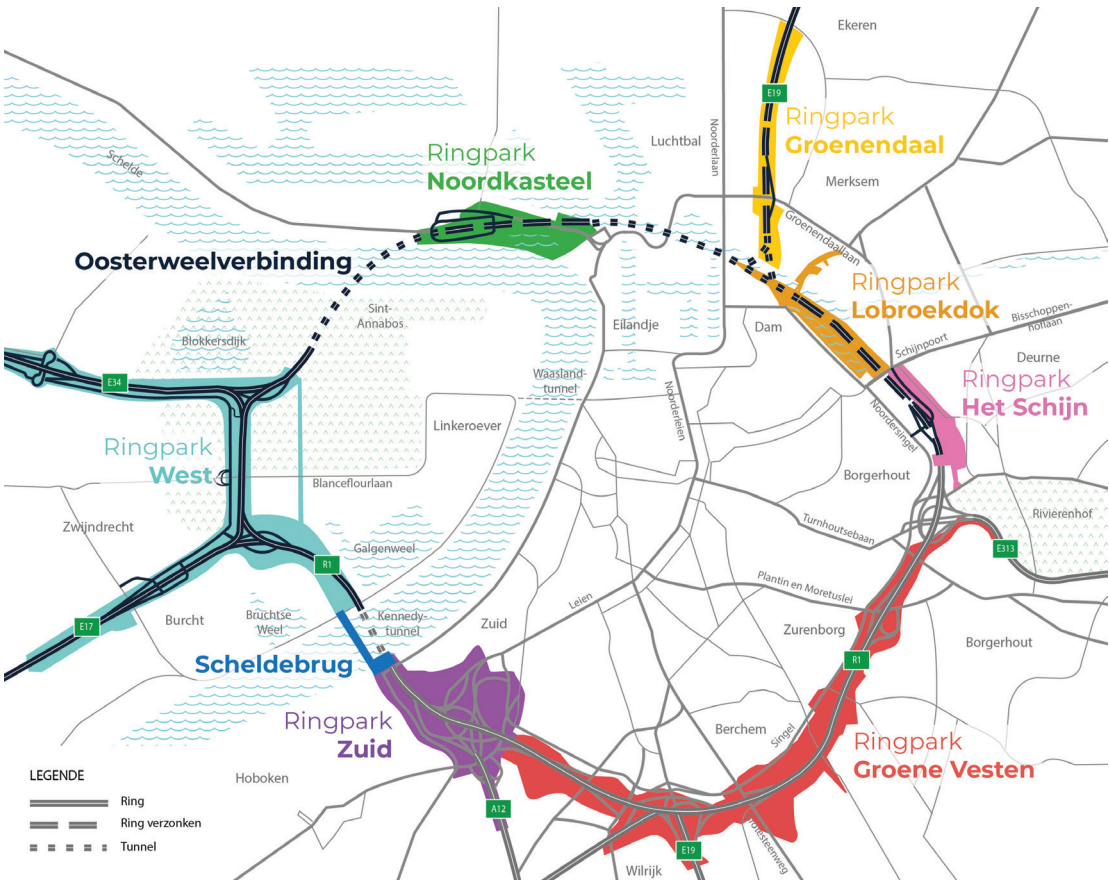 Ekeren
E19
Ringpark
Groenendaal
Luchtbal
Noorderlaan
Merksem
Schelde
Ringpark
Noordkasteel
Groenendaallaan
Oosterweelverbinding
Ringpark
Lobroekdok
Sint-
Annabos
Eilandje
Dam
Bisschoppen-
hoflaan
Schijnpoort
Deurne
Blokkersdijk
E34
Waasland-
tunnel
Noorderleien
Ringpark
Het Schijn
Noordersingel
Linkeroever
Ringpark
West
Blanceflourlaan
Borgerhout
Rivierenhof
Zwijndrecht
Turnhoutsebaan
E313
Galgenweel
R1
Plantin en Moretuslei
Leien
Burcht
Bruchtse
Weel
Kennedy-
tunnel
Zuid
Zurenborg
Borgerhout
E17
R1
Scheldebrug
Ringpark
Zuid
Berchem
Singel
Ringpark
Groene Vesten
Hoboken
A12
E19
Wilrijk
LEGENDE
Ring
Ring verzonken
Tunnel